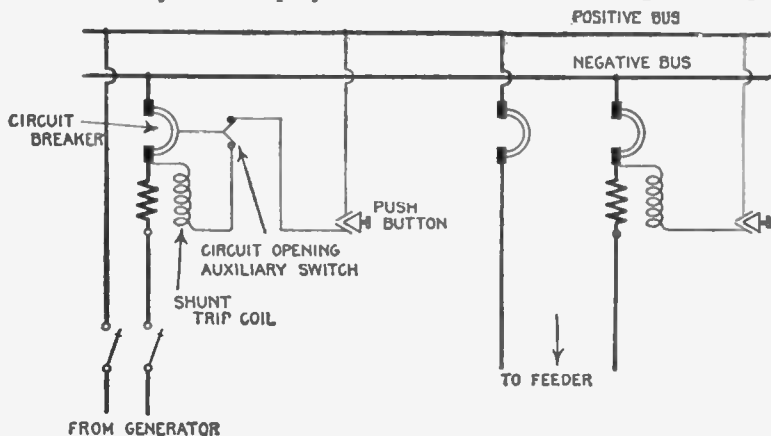 POSITIVE BUS
NEGATIVE BUS
CIRCUIT
BREAKER
PUSH
BUTTON
CIRCUIT OPENING
AUXILIARY SWITCH
SHUNT
TRIP COIL
TO FEEDER
FROM GENERATOR